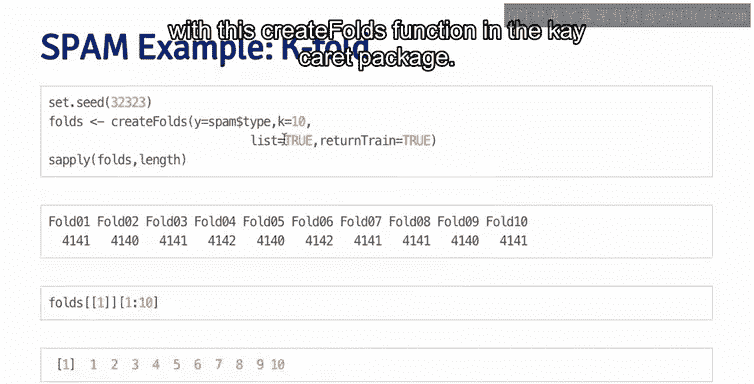 with this createFolds function in the kay
caret package.
SPAM Example: K-fold
set.seed(32323)
folds <- createFolds(y=spam$type,k=10,
list=TRUE,returnTrain=TRUE)
sapply(folds,length)
Fold01 Fold02 Fold03 Fold04 Fold05 Fold06 Fold07 Fold08 Fold09 Fold10
4141 4140 4141 4142 4140 4142 4141 4141 4140 4141
folds[[1]][1:10]
[1] 1 2 3 4 5 6 7 8 9 10